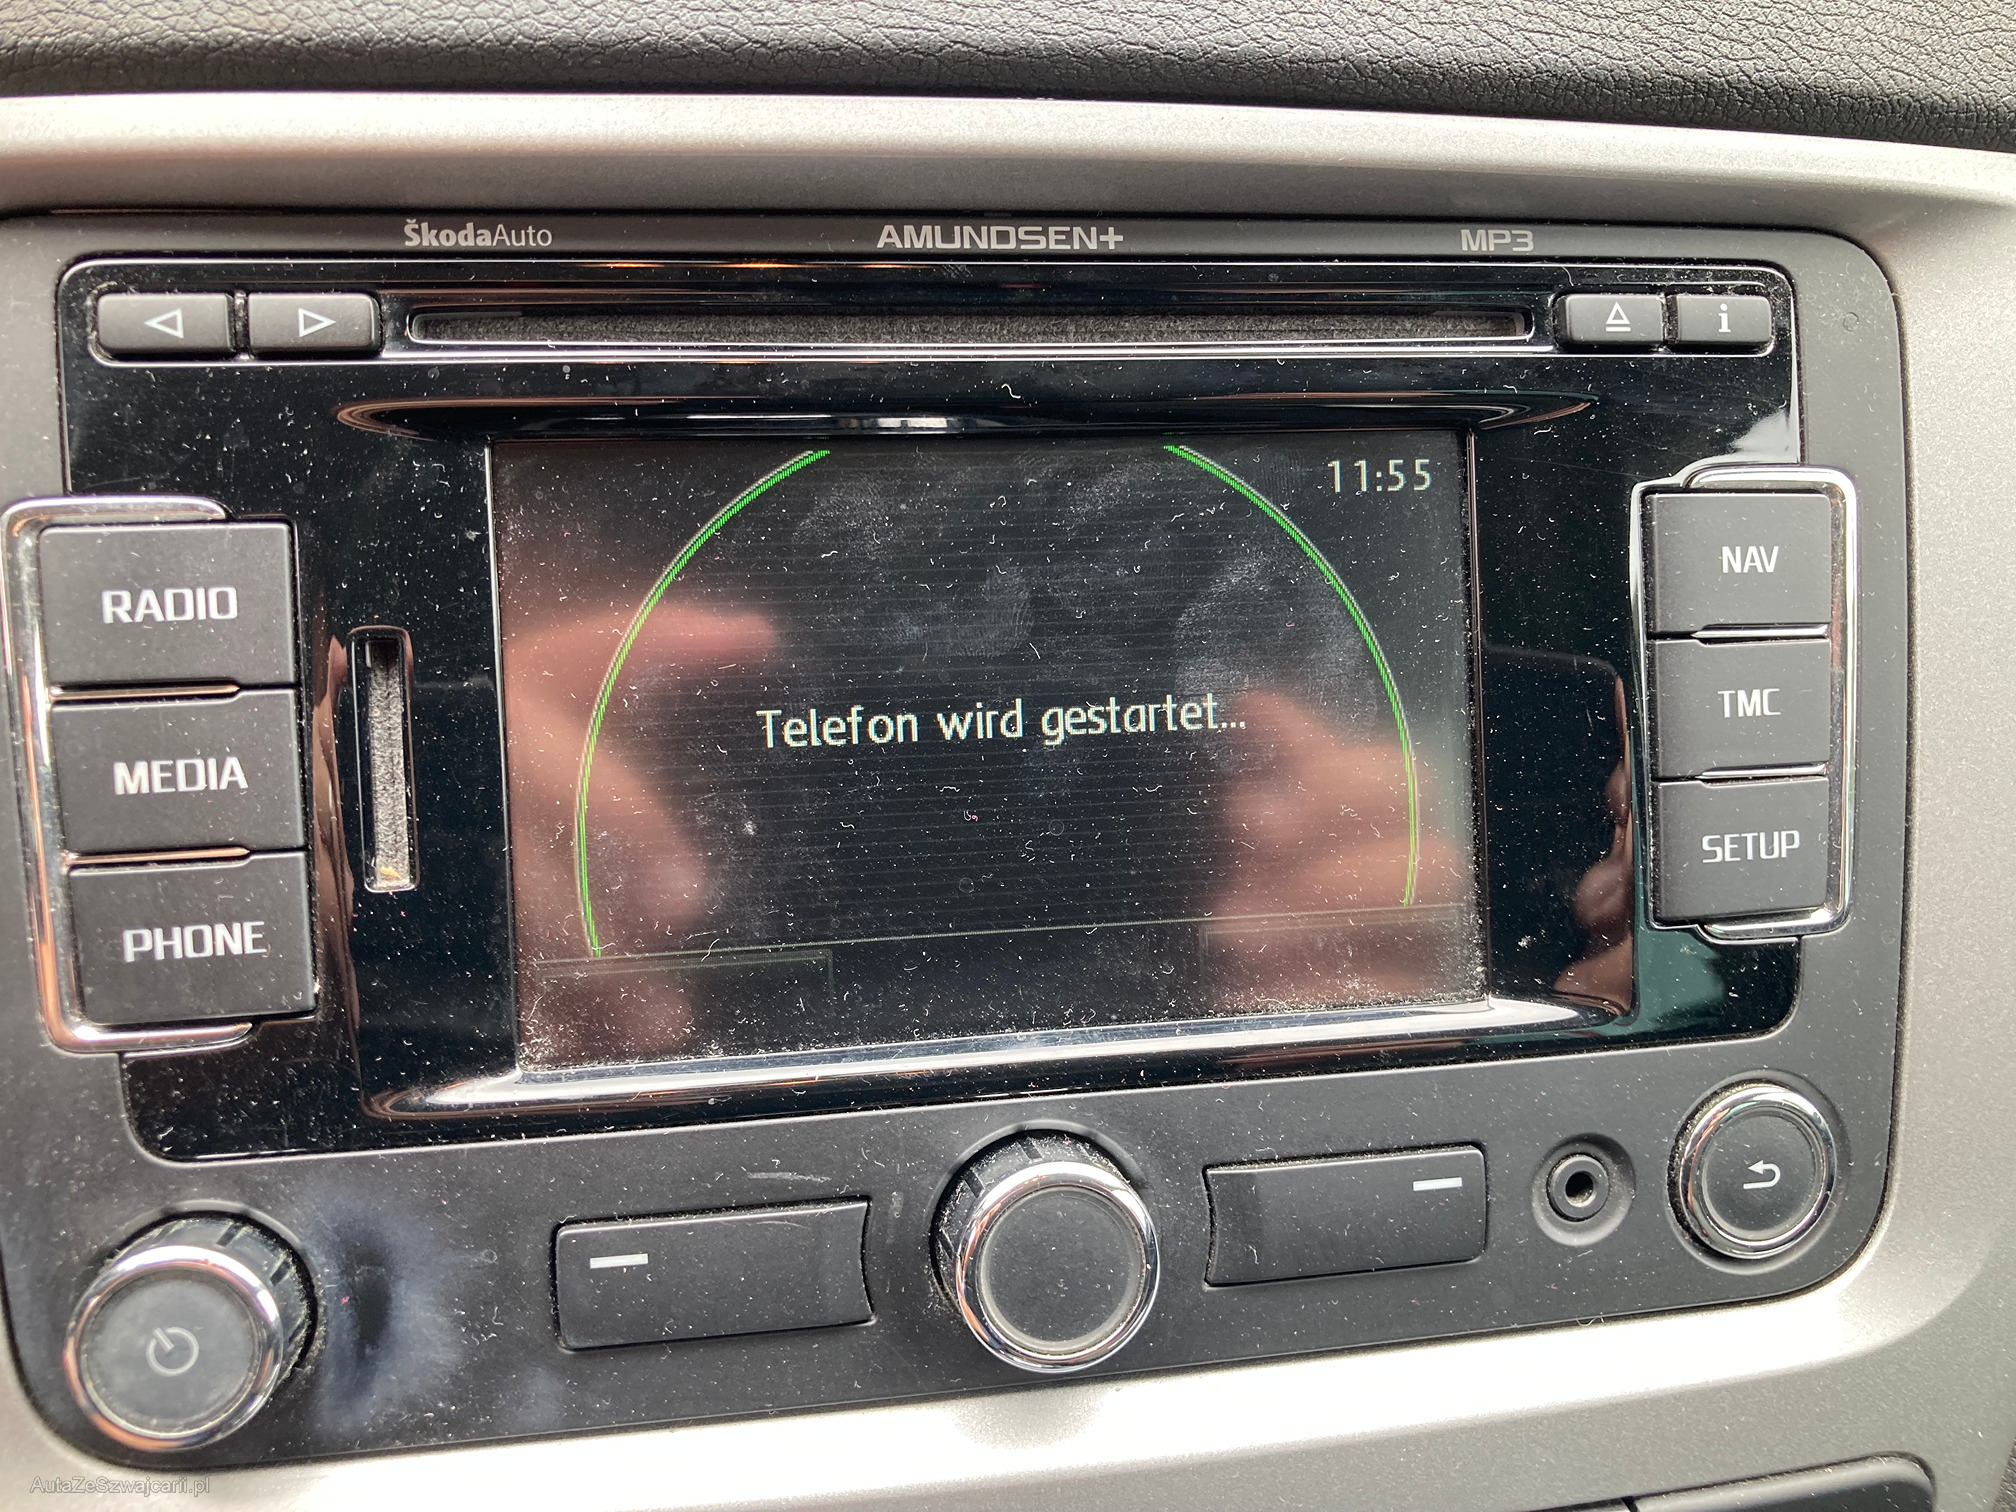 ŠkodaAuto
AMUNDSEN+
MP3
i
11:55
RADIO
NAV
Telefon wird gestartet...
TMC
MEDIA
SETUP
PHONE
AutaZeSzwajcarii.pl